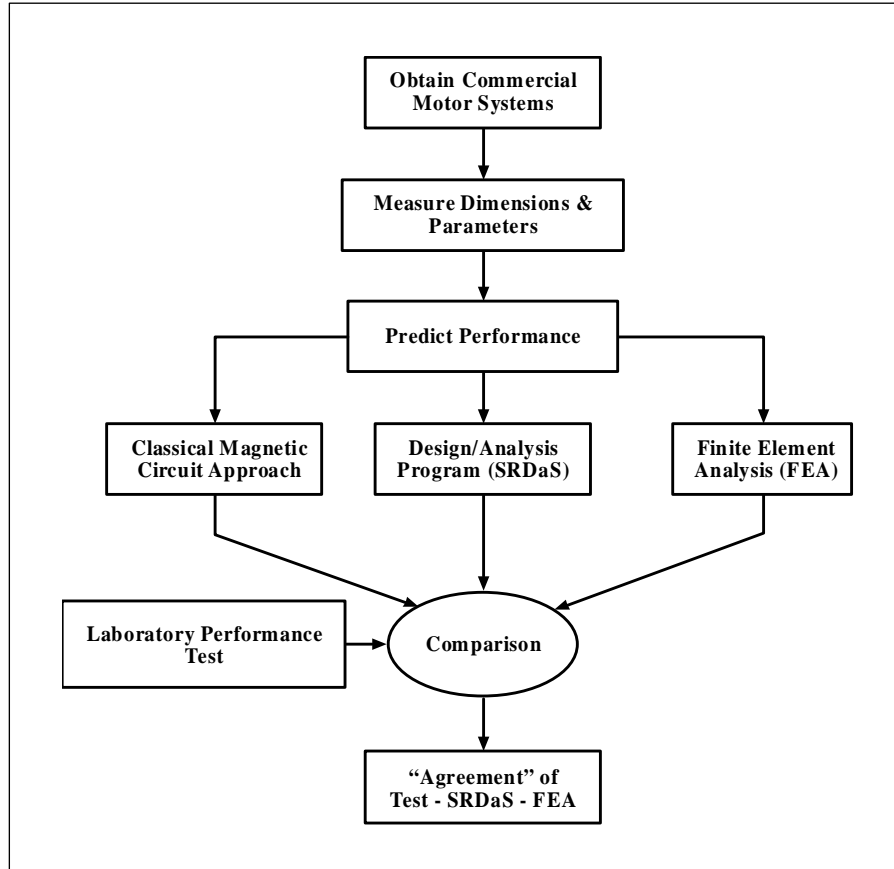 Obtain Commercial
Motor Systems
Measure Dimensions &
Parameters
Predict Performance
Classical Magnetic
Circuit Approach
Design/Analysis
Program (SRDaS)
Finite Element
Analysis (FEA)
Laboratory Performance
Test
Comparison
“Agreement” of
Test - SRDaS - FEA